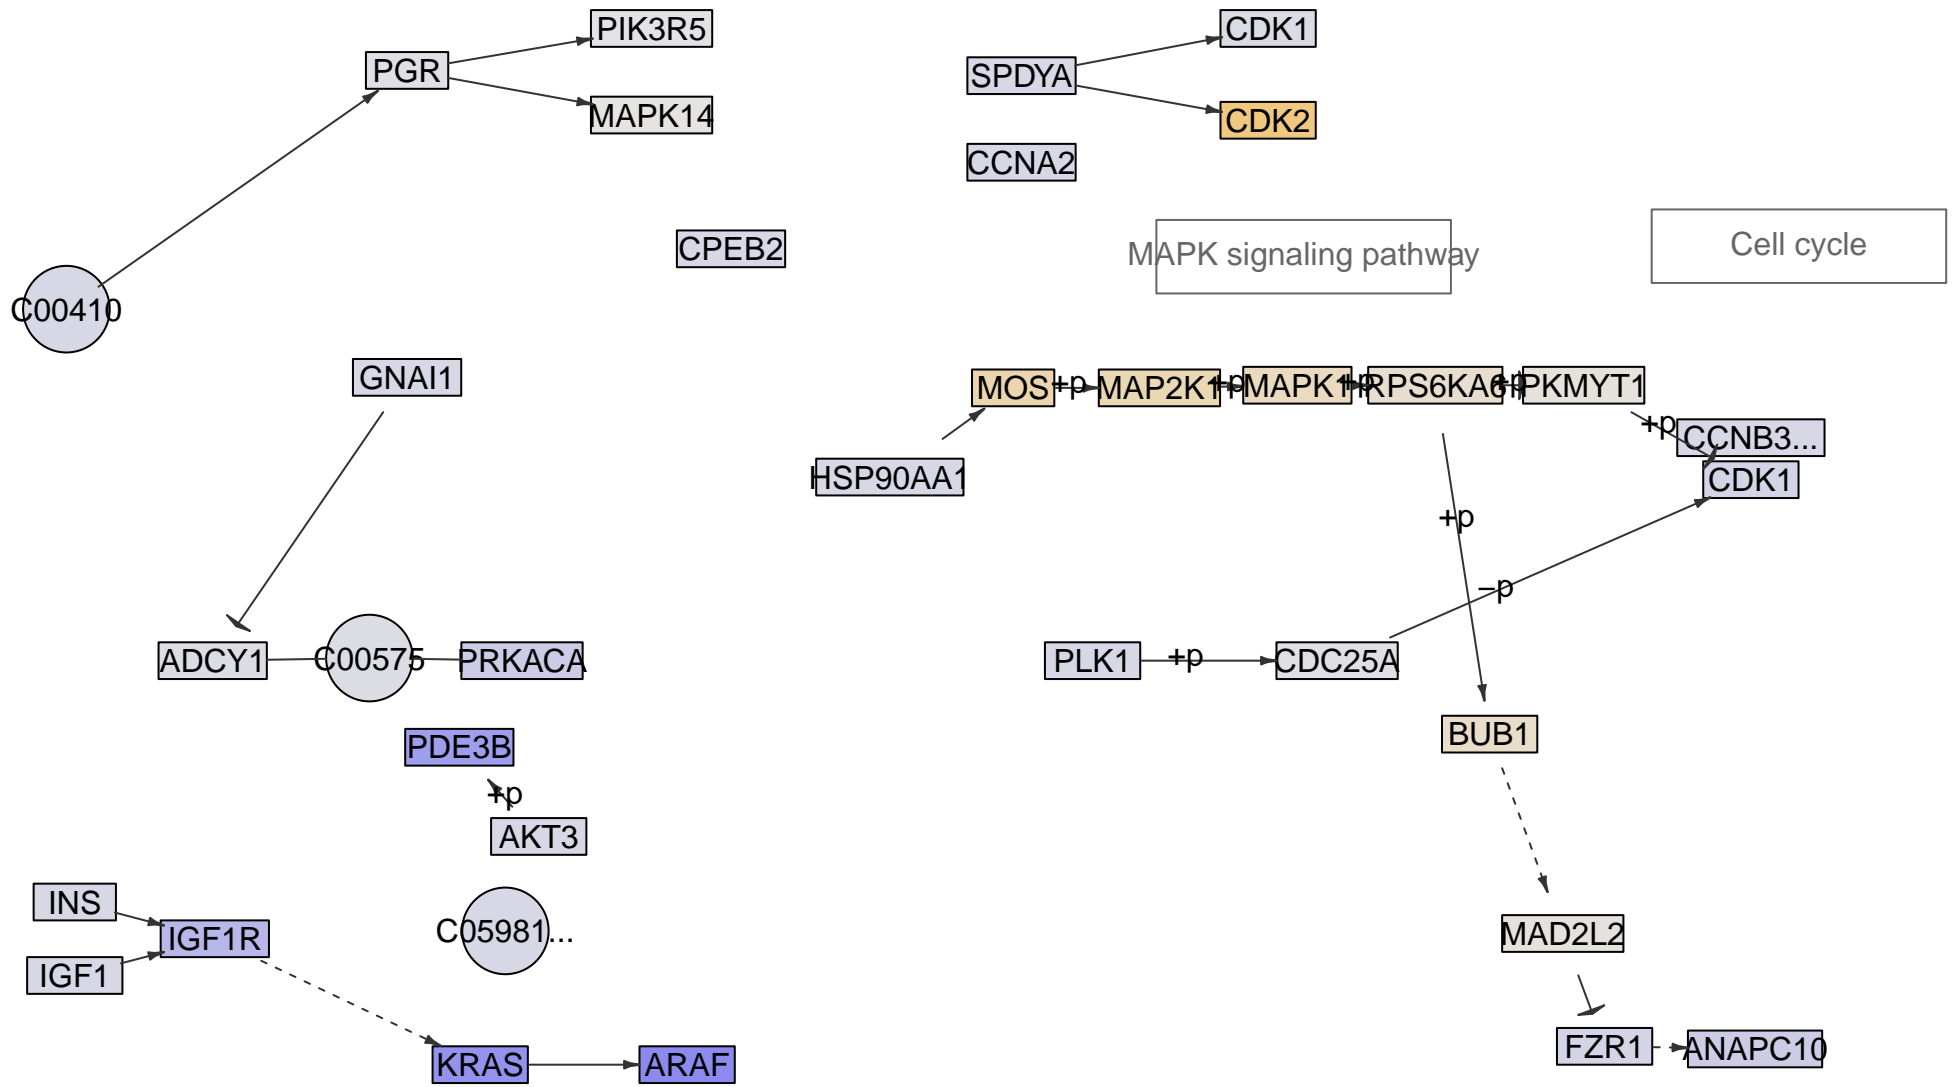 PIK3R5
CDK1
PGR
SPDYA
MAPK14
CDK2
CCNA2
CPEB2
MAPK signaling pathway
Cell cycle
C00410
GNAI1
MOS
+p
MAP2K1
+p
MAPK1
+p
RPS6KA6
+p
PKMYT1
+p
CCNB3...
HSP90AA1
CDK1
+p
−p
ADCY1
C00575
PRKACA
PLK1
+p
CDC25A
PDE3B
BUB1
+p
AKT3
INS
IGF1R
C05981...
MAD2L2
IGF1
KRAS
ARAF
FZR1
ANAPC10